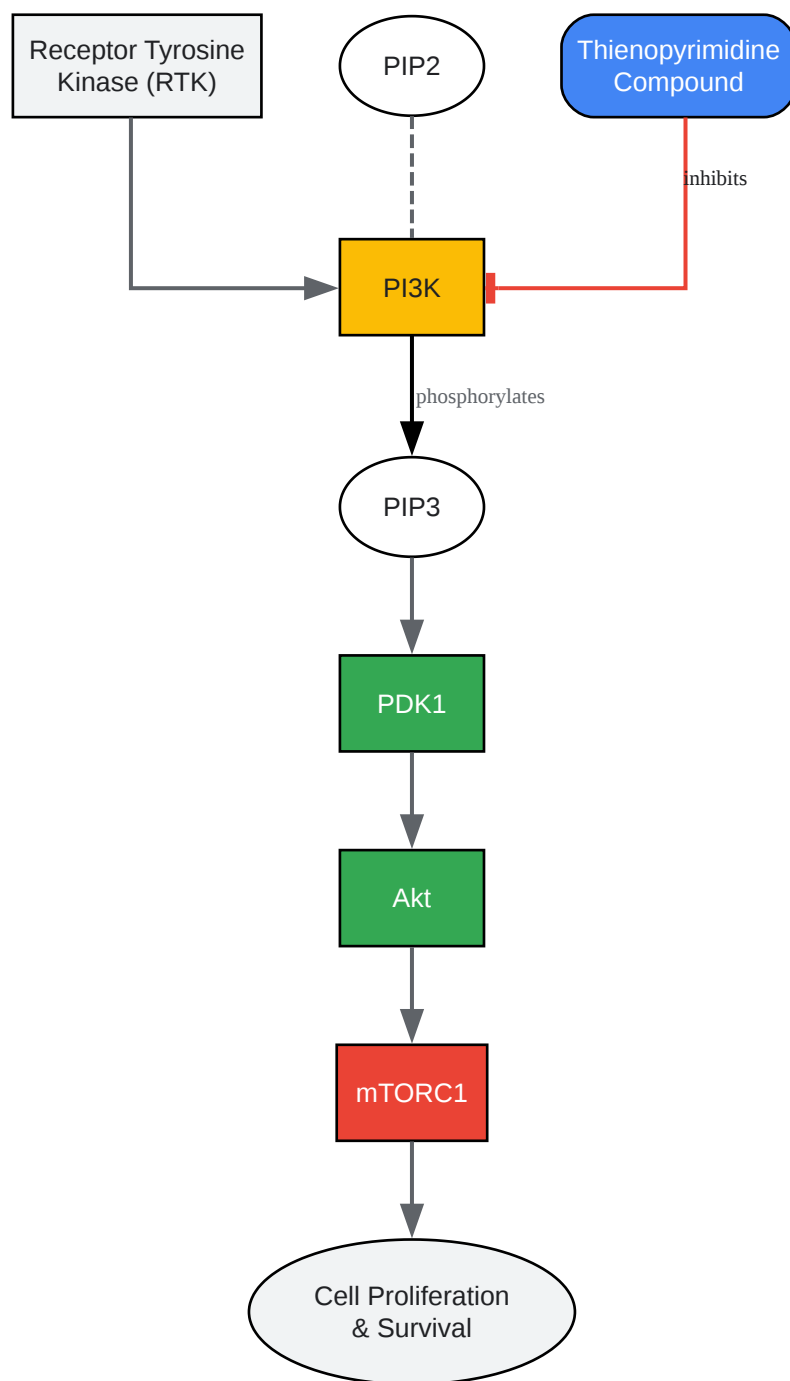 Receptor Tyrosine
Kinase (RTK)
PIP2
Thienopyrimidine
Compound
inhibits
PI3K
phosphorylates
PIP3
PDK1
Akt
mTORC1
Cell Proliferation
& Survival